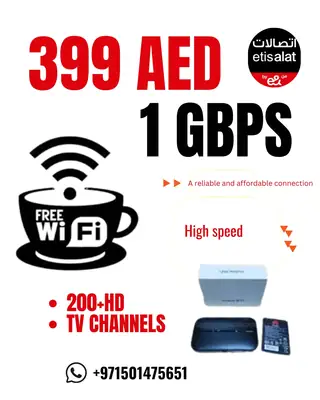 399 AED
اتصالات
etisalat
by e& من
1 GBPS
A reliable and affordable connection
FREE
Wi Fi
High speed
200+HD
TV CHANNELS
+971501475651